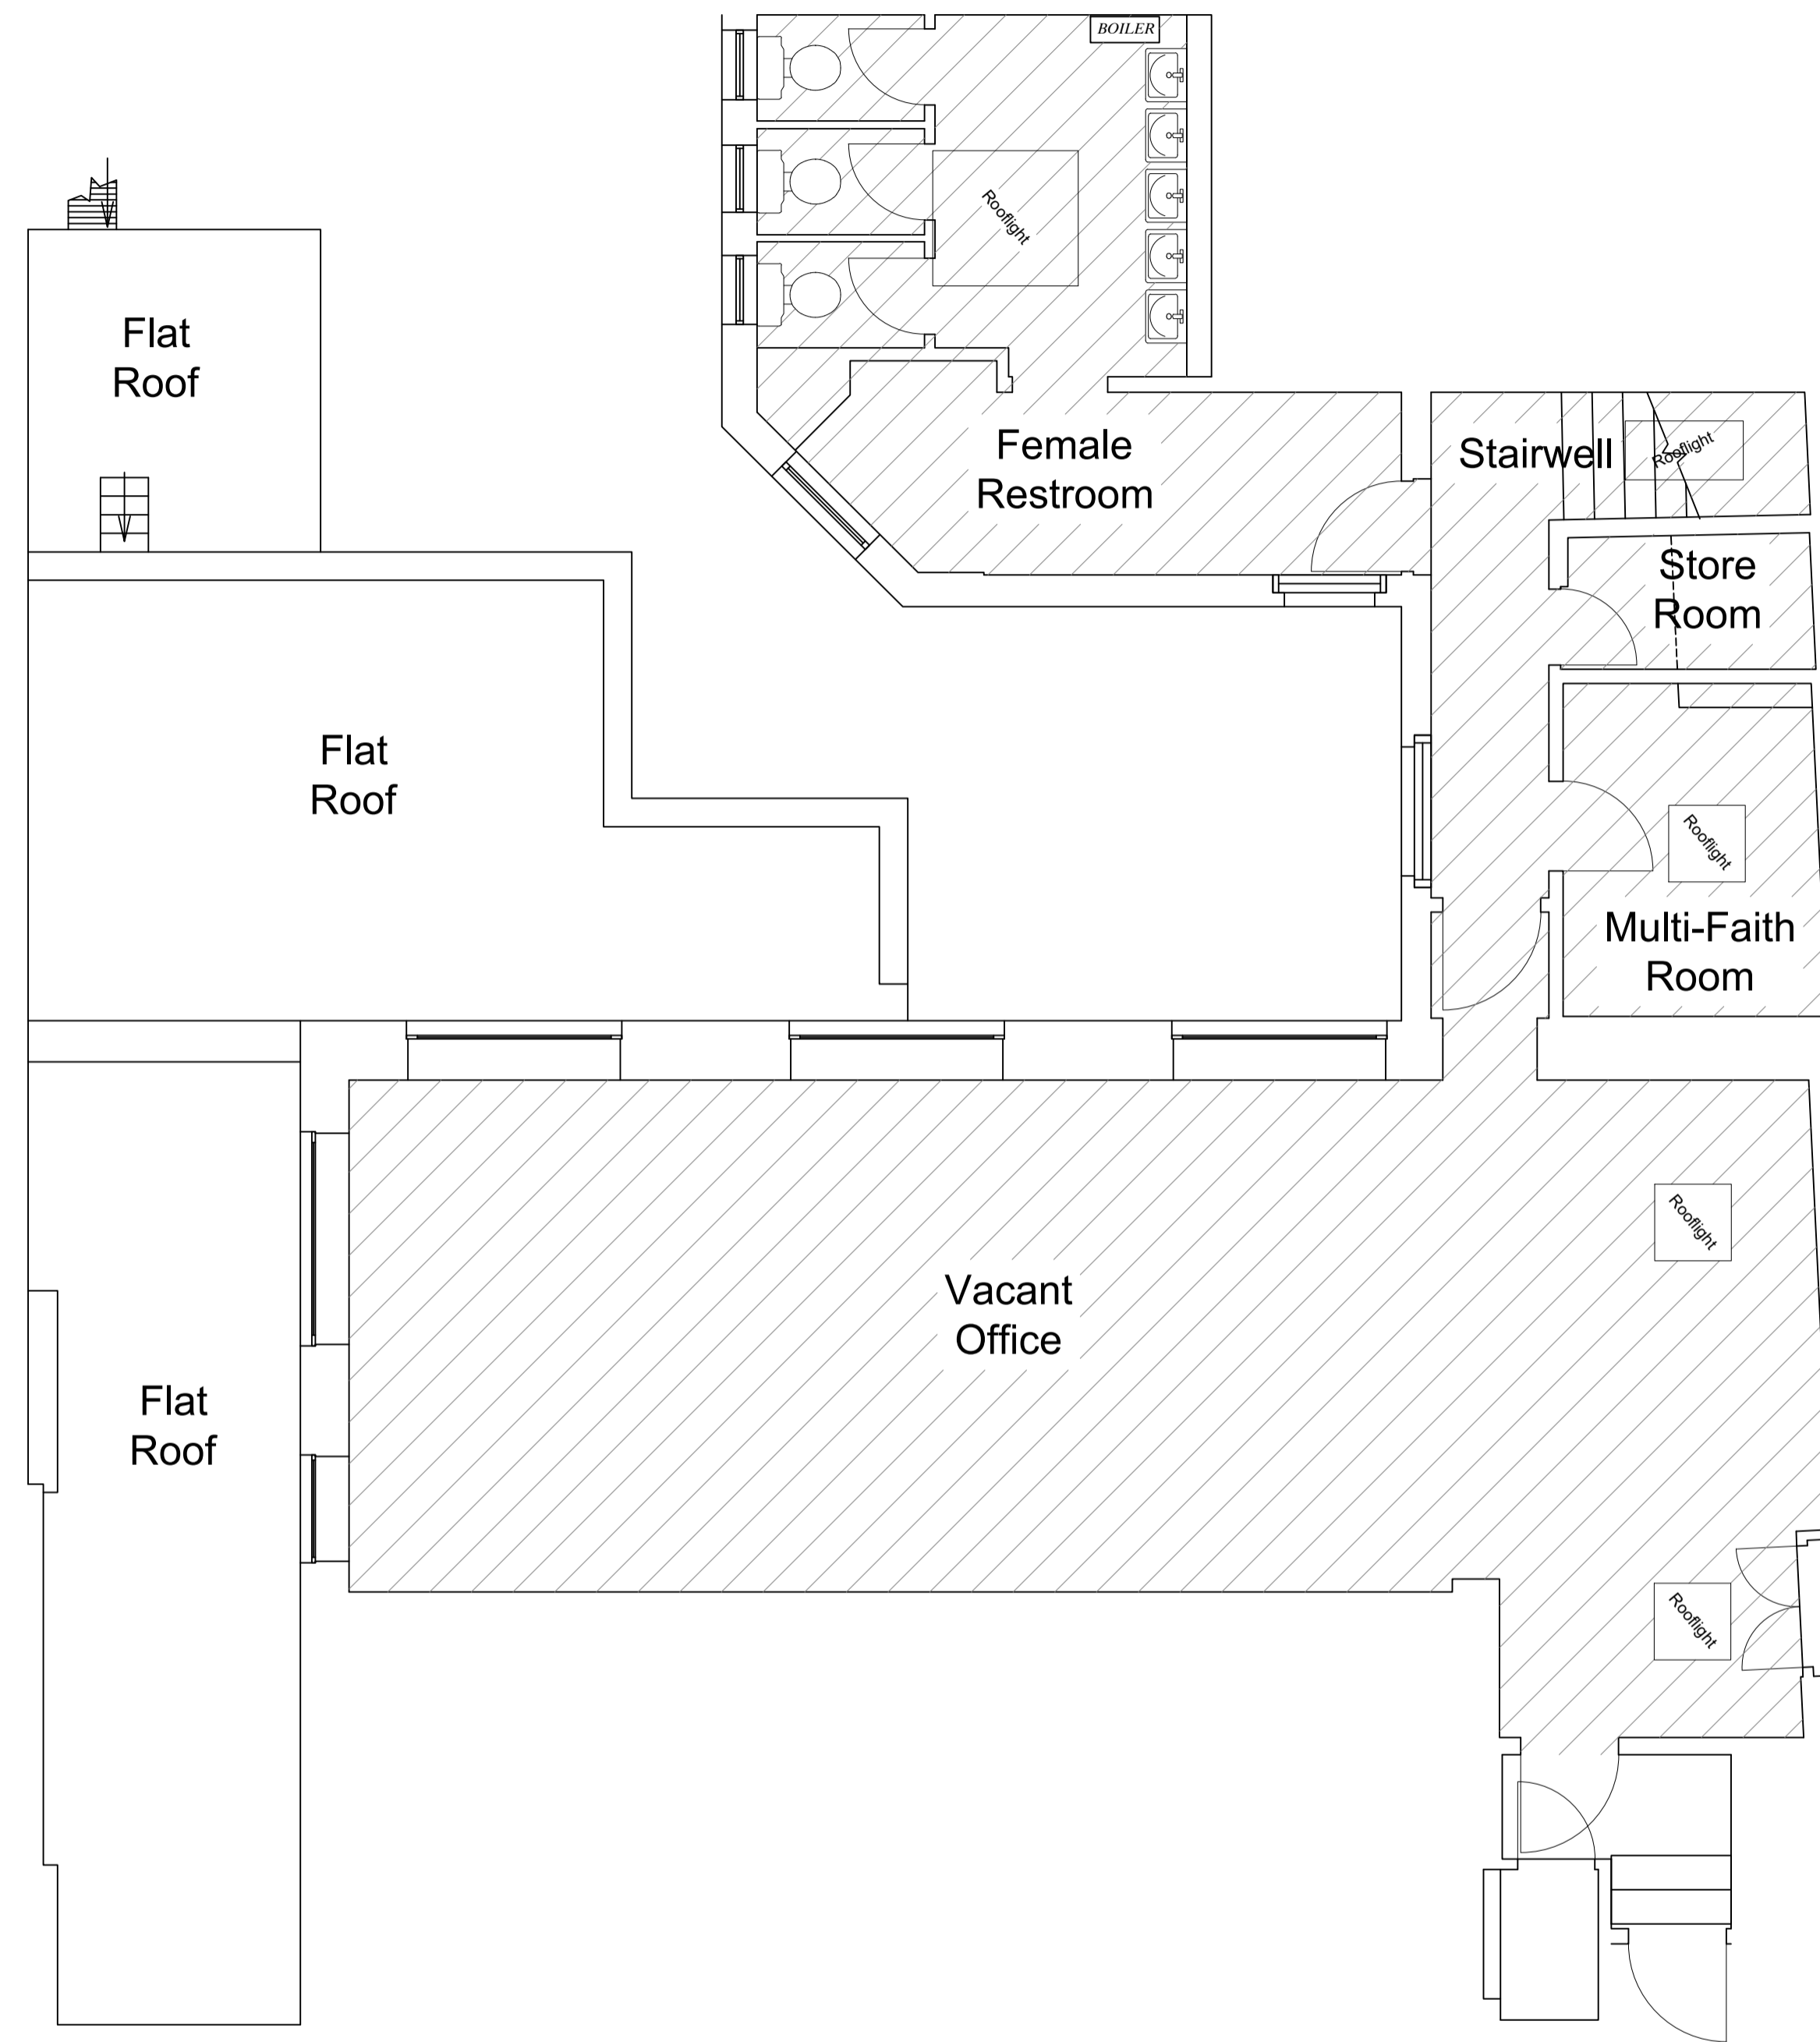 BOILER
Rooflight
Flat
Roof
Female
Restroom
Stairwell
Rooflight
Store
Room
Flat
Roof
Rooflight
Multi-Faith
Room
Rooflight
Vacant
Office
Flat
Roof
Rooflight